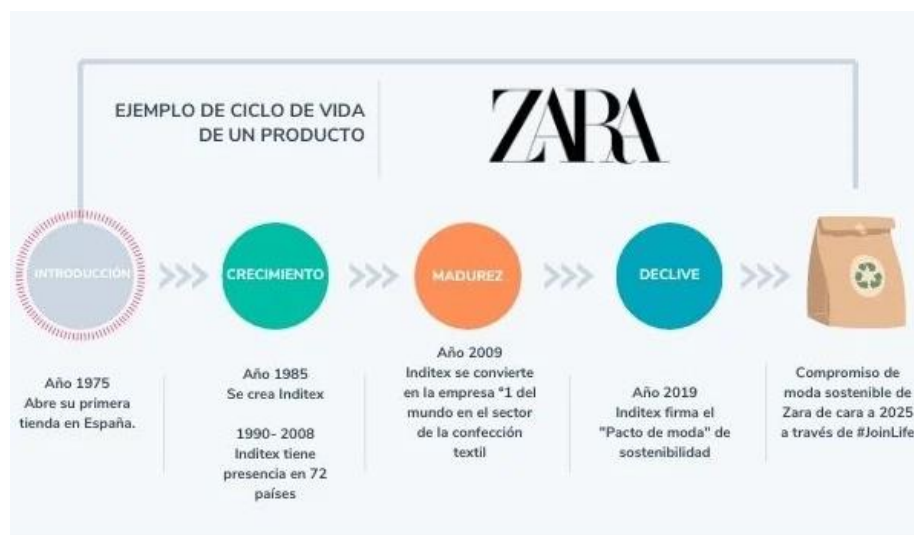 EJEMPLO DE CICLO DE VIDA
DE UN PRODUCTO
ZARA
INTRODUCCIÓN
CRECIMIENTO
MADUREZ
DECLIVE
Año 1975
Abre su primera
tienda en España.
Año 1985
Se crea Inditex
1990- 2008
Inditex tiene
presencia en 72
países
Año 2009
Inditex se convierte
en la empresa °1 del
mundo en el sector
de la confección
textil
Año 2019
Inditex firma el
"Pacto de moda" de
sostenibilidad
Compromiso de
moda sostenible de
Zara de cara a 2025
a través de #JoinLife